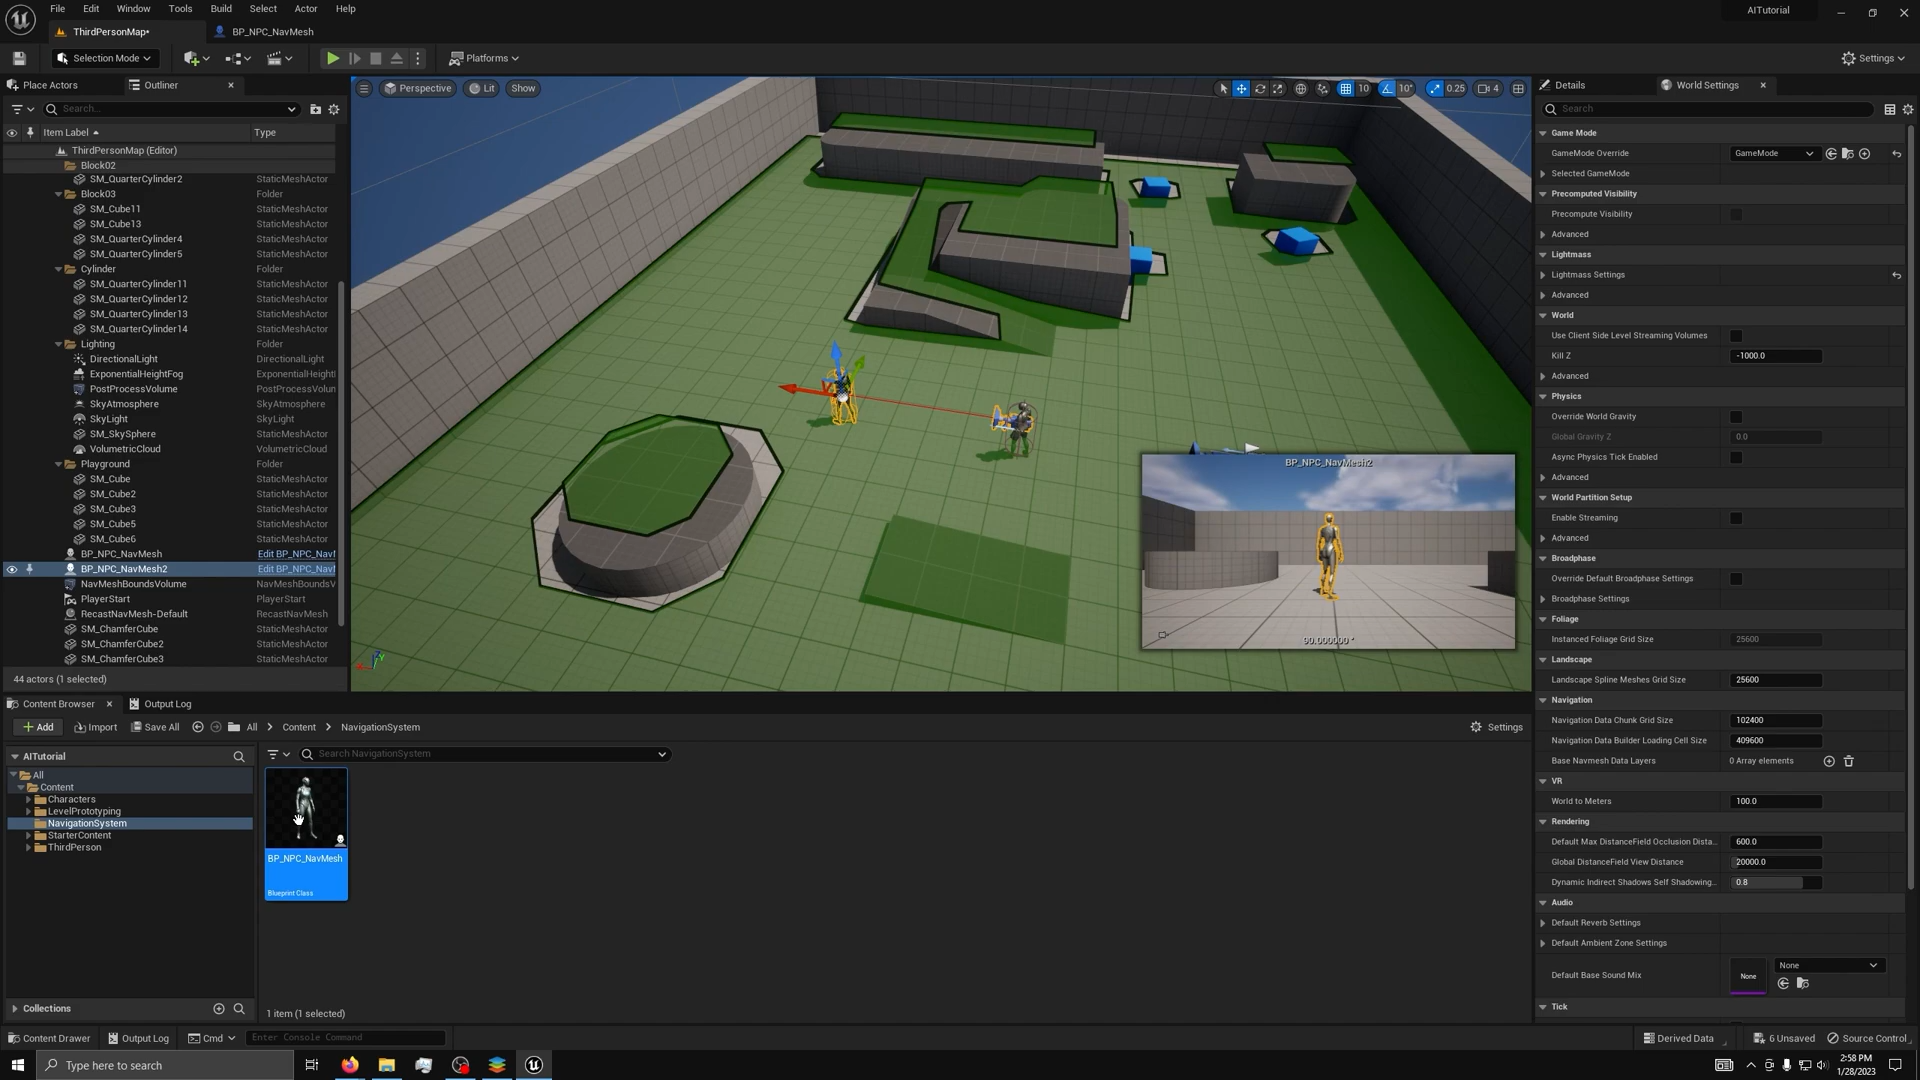 File Edit Window Tools Build Select Actor Help
AITutorial
ThirdPersonMap*
BP_NPC_NavMesh
Selection Mode
Platforms
Settings
Place Actors
Outliner
Search...
Item Label
Type
ThirdPersonMap (Editor)
Block02
SM_QuarterCylinder2 StaticMeshActor
Block03 Folder
SM_Cube11 StaticMeshActor
SM_Cube13 StaticMeshActor
SM_QuarterCylinder4 StaticMeshActor
SM_QuarterCylinder5 StaticMeshActor
Cylinder Folder
SM_QuarterCylinder11 StaticMeshActor
SM_QuarterCylinder12 StaticMeshActor
SM_QuarterCylinder13 StaticMeshActor
SM_QuarterCylinder14 StaticMeshActor
Lighting Folder
DirectionalLight DirectionalLight
ExponentialHeightFog ExponentialHeight
PostProcessVolume PostProcessVolun
SkyAtmosphere SkyAtmosphere
SkyLight SkyLight
SM_SkySphere StaticMeshActor
VolumetricCloud VolumetricCloud
Playground Folder
SM_Cube StaticMeshActor
SM_Cube2 StaticMeshActor
SM_Cube3 StaticMeshActor
SM_Cube5 StaticMeshActor
SM_Cube6 StaticMeshActor
BP_NPC_NavMesh Edit BP_NPC_Nav
BP_NPC_NavMesh2 Edit BP_NPC_Nav
NavMeshBoundsVolume NavMeshBoundsV
PlayerStart PlayerStart
RecastNavMesh-Default RecastNavMesh
SM_ChamferCube StaticMeshActor
SM_ChamferCube2 StaticMeshActor
SM_ChamferCube3 StaticMeshActor
44 actors (1 selected)
Perspective
Lit
Show
10
10°
0.25
4
BP_NPC_NavMesh2
90.000000 °
Details
World Settings
Search
Game Mode
GameMode Override GameMode
Selected GameMode
Precomputed Visibility
Precompute Visibility
Advanced
Lightmass
Lightmass Settings
Advanced
World
Use Client Side Level Streaming Volumes
Kill Z -1000.0
Advanced
Physics
Override World Gravity
Global Gravity Z 0.0
Async Physics Tick Enabled
Advanced
World Partition Setup
Enable Streaming
Advanced
Broadphase
Override Default Broadphase Settings
Broadphase Settings
Foliage
Instanced Foliage Grid Size 25600
Landscape
Landscape Spline Meshes Grid Size 25600
Navigation
Navigation Data Chunk Grid Size 102400
Navigation Data Builder Loading Cell Size 409600
Base Navmesh Data Layers 0 Array elements
VR
World to Meters 100.0
Rendering
Default Max DistanceField Occlusion Dista... 600.0
Global DistanceField View Distance 20000.0
Dynamic Indirect Shadows Self Shadowing... 0.8
Audio
Default Reverb Settings
Default Ambient Zone Settings
Default Base Sound Mix None None
Tick
Content Browser
Output Log
Add Import Save All All Content NavigationSystem
Settings
AITutorial
Search NavigationSystem
All
Content
Characters
LevelPrototyping
NavigationSystem
StarterContent
ThirdPerson
BP_NPC_NavMesh
Blueprint Class
Collections
1 item (1 selected)
Content Drawer
Output Log
Cmd
Enter Console Command
Derived Data
6 Unsaved
Source Control
Type here to search
2:58 PM
1/28/2023